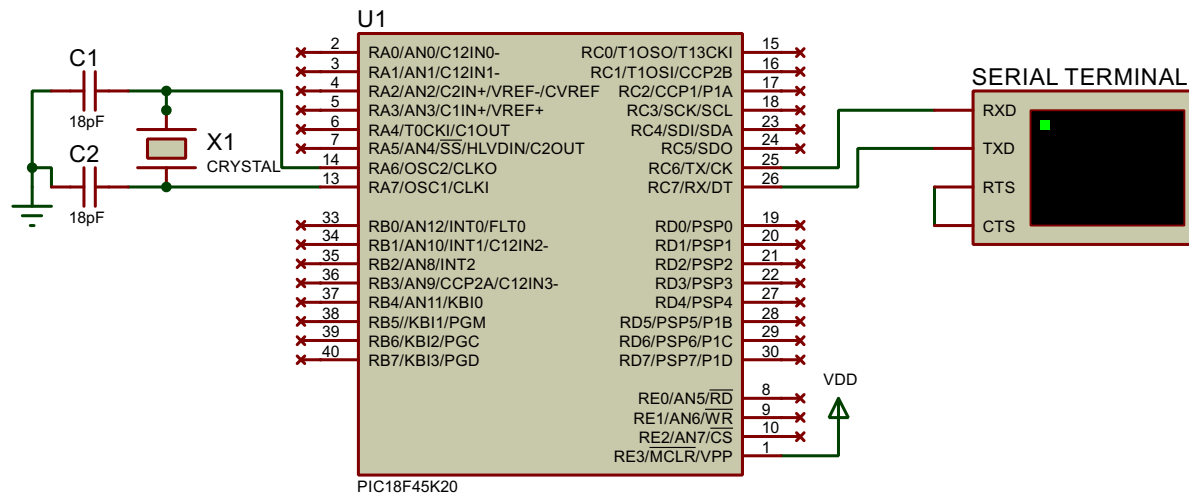 U1
C1
18pF
C2
18pF
X1
CRYSTAL
2 RA0/AN0/C12IN0-
3 RA1/AN1/C12IN1-
4 RA2/AN2/C2IN+/VREF-/CVREF
5 RA3/AN3/C1IN+/VREF+
6 RA4/T0CKI/C1OUT
7 RA5/AN4/SS/HLVDIN/C2OUT
14 RA6/OSC2/CLKO
13 RA7/OSC1/CLKI
33 RB0/AN12/INT0/FLT0
34 RB1/AN10/INT1/C12IN2-
35 RB2/AN8/INT2
36 RB3/AN9/CCP2A/C12IN3-
37 RB4/AN11/KBI0
38 RB5//KBI1/PGM
39 RB6/KBI2/PGC
40 RB7/KBI3/PGD
RC0/T1OSO/T13CKI 15
RC1/T1OSI/CCP2B 16
RC2/CCP1/P1A 17
RC3/SCK/SCL 18
RC4/SDI/SDA 23
RC5/SDO 24
RC6/TX/CK 25
RC7/RX/DT 26
RD0/PSP0 19
RD1/PSP1 20
RD2/PSP2 21
RD3/PSP3 22
RD4/PSP4 27
RD5/PSP5/P1B 28
RD6/PSP6/P1C 29
RD7/PSP7/P1D 30
RE0/AN5/RD 8
RE1/AN6/WR 9
RE2/AN7/CS 10
RE3/MCLR/VPP 1
PIC18F45K20
VDD
SERIAL TERMINAL
RXD
TXD
RTS
CTS